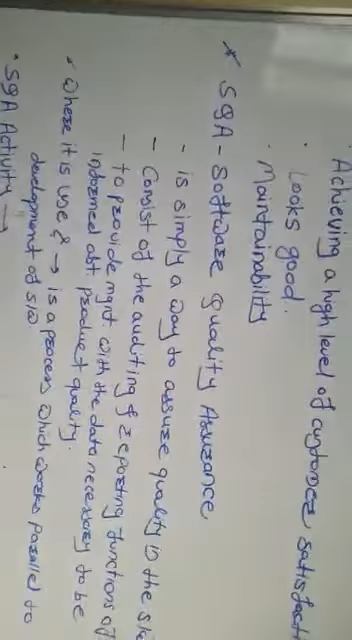 Achieving a high level of customer satisfacti
• Looks good.
• Maintainability
* SQA - Software Quality Assurance
- is simply a way to assure quality in the s/w
- Consist of the auditing & reporting functions of
- to provide mgnt. with the data necessary to be
informed abt. product quality.
• Where it is use & → is a process which works parallel to
development of s/w.
• SQA Activity →